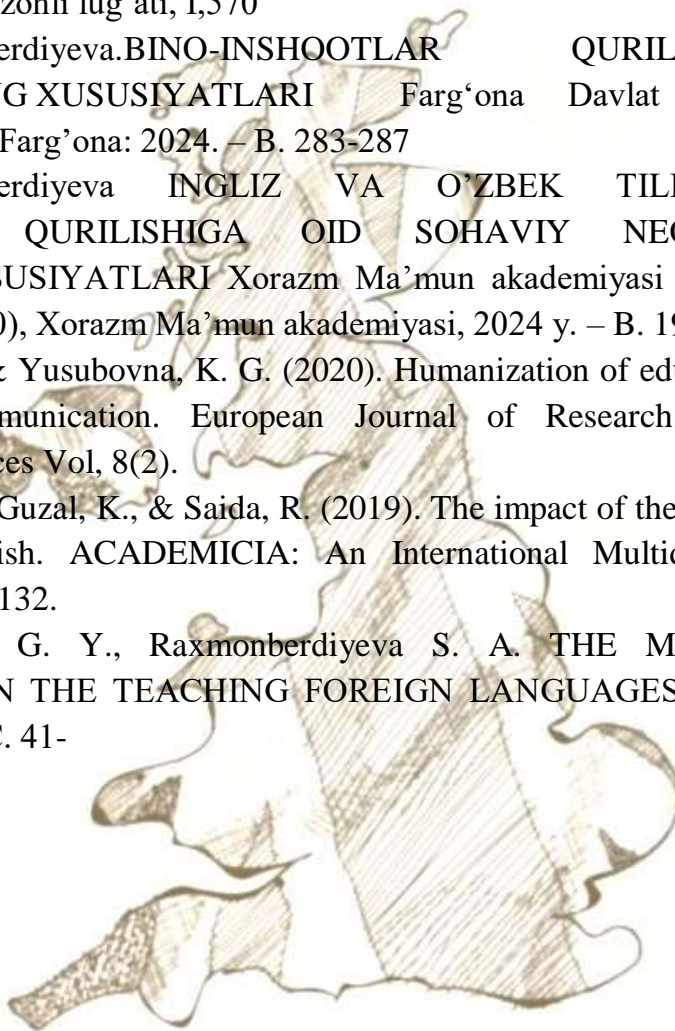 zohli lug'ati, I,570
erdiyeva.BINO-INSHOOTLAR QURIL
G XUSUSIYATLARI Farg‘ona Davlat
Farg’ona: 2024. – B. 283-287
erdiyeva INGLIZ VA O’ZBEK TILI
QURILISHIGA OID SOHAVIY NEO
SUSIYATLARI Xorazm Ma’mun akademiyasi
0), Xorazm Ma’mun akademiyasi, 2024 y. – B. 19
& Yusubovna, K. G. (2020). Humanization of edu
munication. European Journal of Research
ces Vol, 8(2).
Guzal, K., & Saida, R. (2019). The impact of the
ish. ACADEMICIA: An International Multid
132.
G. Y., Raxmonberdiyeva S. A. THE M
N THE TEACHING FOREIGN LANGUAGES
C. 41-